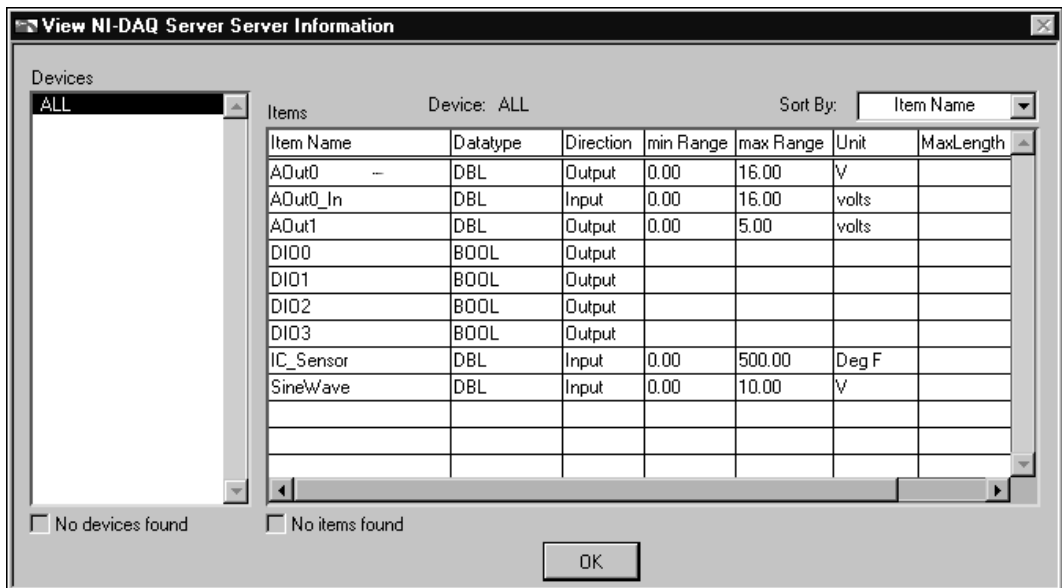 View NI-DAQ Server Server Information
Devices
ALL
Items
Device: ALL
Sort By:
Item Name
Item Name Datatype Direction min Range max Range Unit MaxLength
AOut0 DBL Output 0.00 16.00 V
AOut0_In DBL Input 0.00 16.00 volts
AOut1 DBL Output 0.00 5.00 volts
DIO0 BOOL Output
DIO1 BOOL Output
DIO2 BOOL Output
DIO3 BOOL Output
IC_Sensor DBL Input 0.00 500.00 Deg F
SineWave DBL Input 0.00 10.00 V
No devices found
No items found
OK